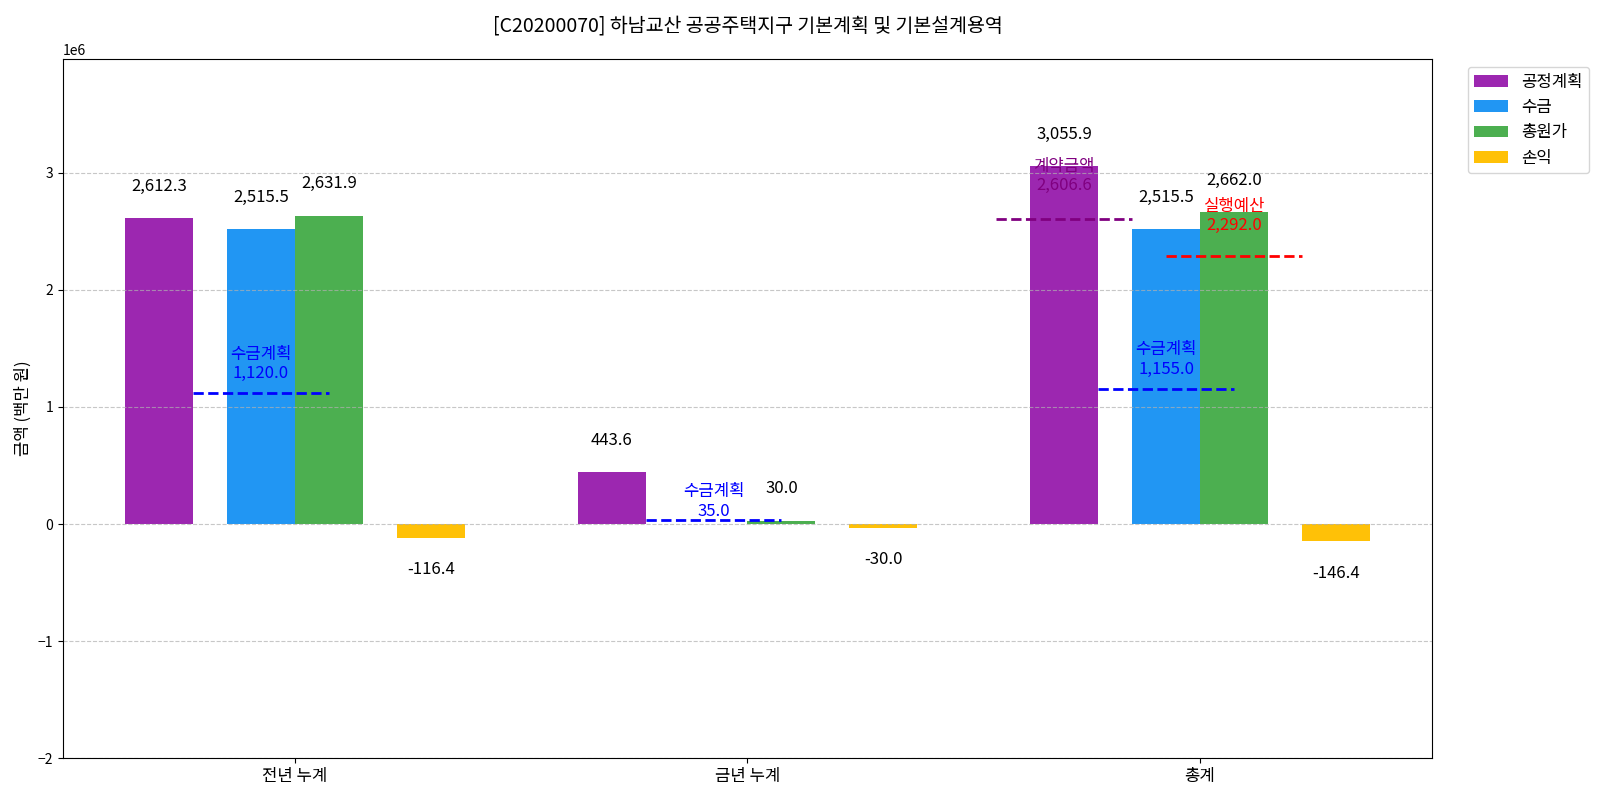 [C20200070] 하남교산 공공주택지구 기본계획 및 기본설계용역
1e6
공정계획
수금
총원가
손익
금액 (백만 원)
3
2
1
0
−1
−2
2,612.3
2,515.5
2,631.9
수금계획
1,120.0
-116.4
443.6
수금계획
35.0
30.0
-30.0
3,055.9
계약금액
2,606.6
2,515.5
2,662.0
실행예산
2,292.0
수금계획
1,155.0
-146.4
전년 누계
금년 누계
총계